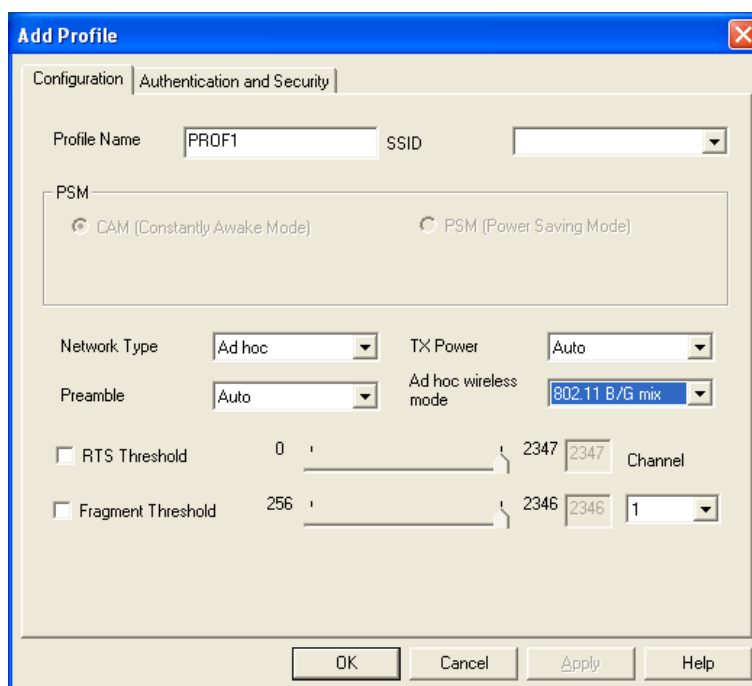 Add Profile
Configuration Authentication and Security
Profile Name PROF1 SSID
PSM
CAM (Constantly Awake Mode) PSM (Power Saving Mode)
Network Type Ad hoc TX Power Auto
Preamble Auto Ad hoc wireless mode 802.11 B/G mix
RTS Threshold 0 2347 2347 Channel
Fragment Threshold 256 2346 2346 1
OK Cancel Apply Help